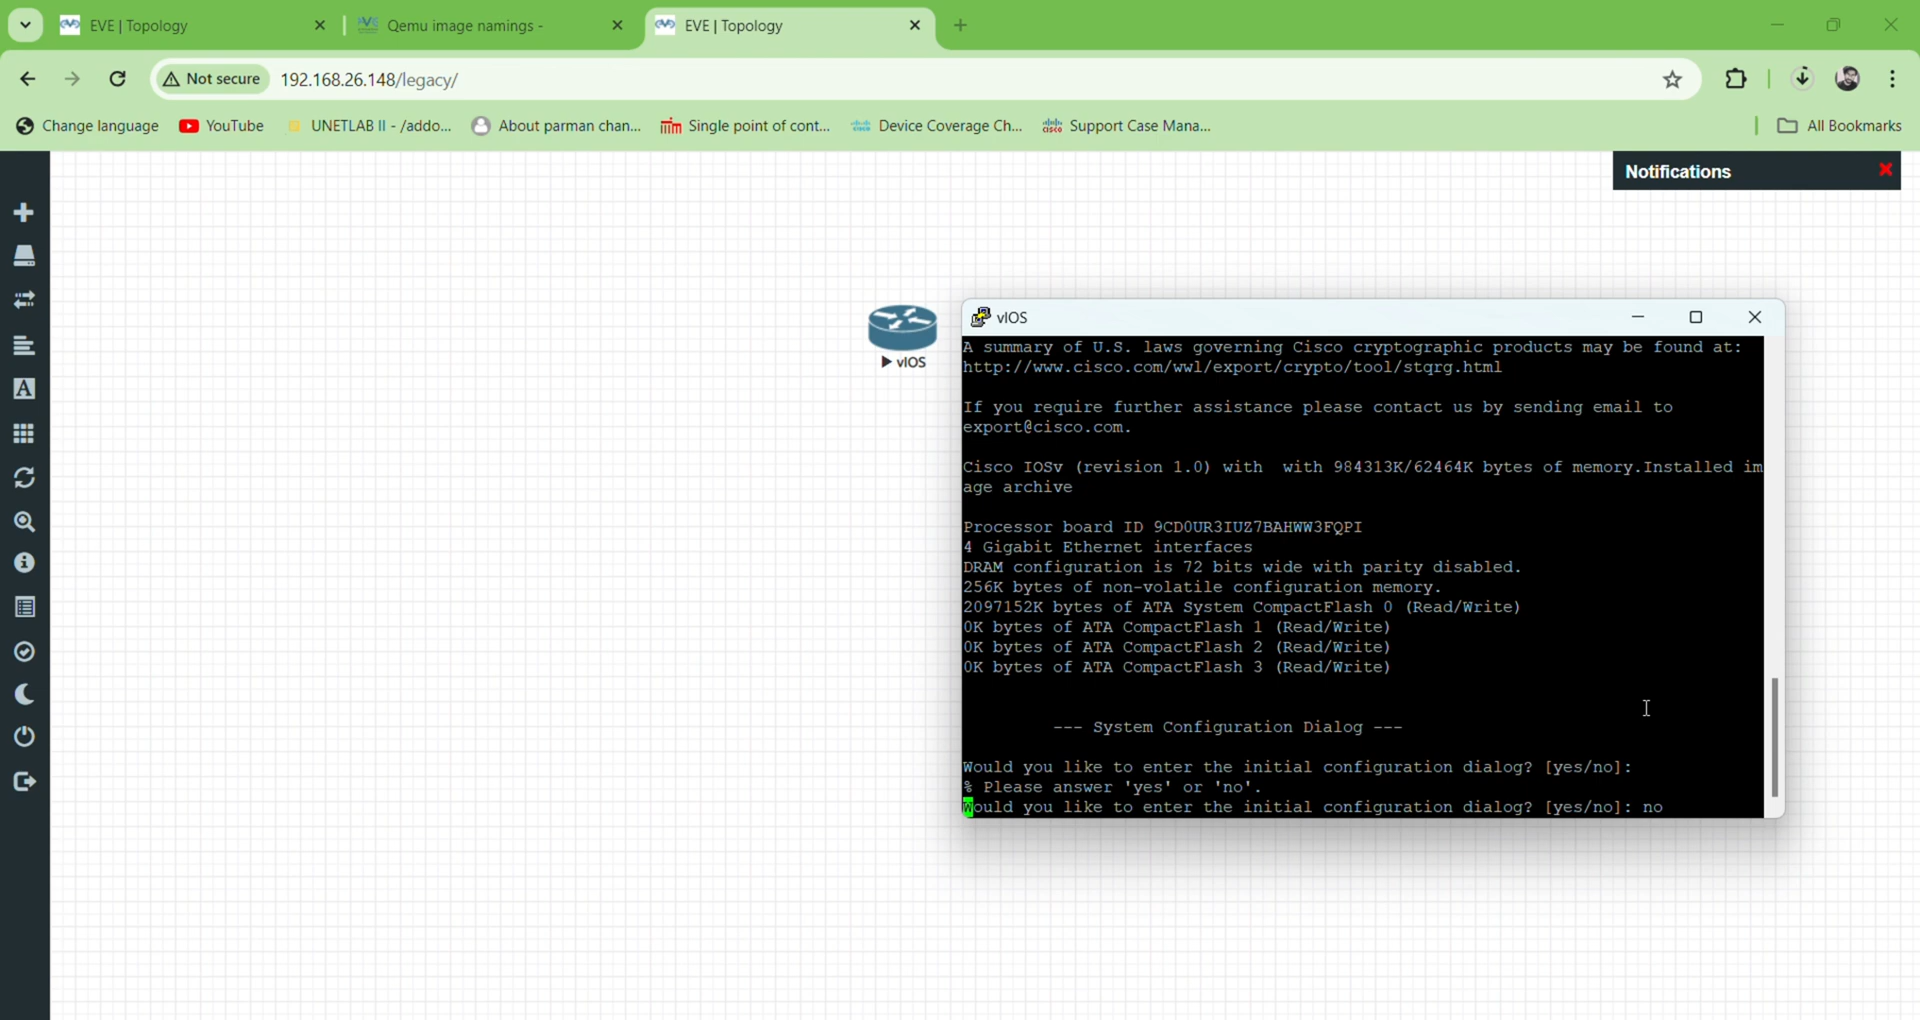 EVE | Topology
Qemu image namings -
EVE | Topology
Not secure
192.168.26.148/legacy/
Change language
YouTube
UNETLAB II - /addo...
About parman chan...
Single point of cont...
Device Coverage Ch...
Support Case Mana...
All Bookmarks
Notifications
vIOS
vIOS
A summary of U.S. laws governing Cisco cryptographic products may be found at:
http://www.cisco.com/wwl/export/crypto/tool/stqrg.html
If you require further assistance please contact us by sending email to
export@cisco.com.
Cisco IOSv (revision 1.0) with  with 984313K/62464K bytes of memory.Installed im
age archive
Processor board ID 9CD0UR3IUZ7BAHWW3FQPI
4 Gigabit Ethernet interfaces
DRAM configuration is 72 bits wide with parity disabled.
256K bytes of non-volatile configuration memory.
2097152K bytes of ATA System CompactFlash 0 (Read/Write)
0K bytes of ATA CompactFlash 1 (Read/Write)
0K bytes of ATA CompactFlash 2 (Read/Write)
0K bytes of ATA CompactFlash 3 (Read/Write)
--- System Configuration Dialog ---
Would you like to enter the initial configuration dialog? [yes/no]:
% Please answer 'yes' or 'no'.
Would you like to enter the initial configuration dialog? [yes/no]: no